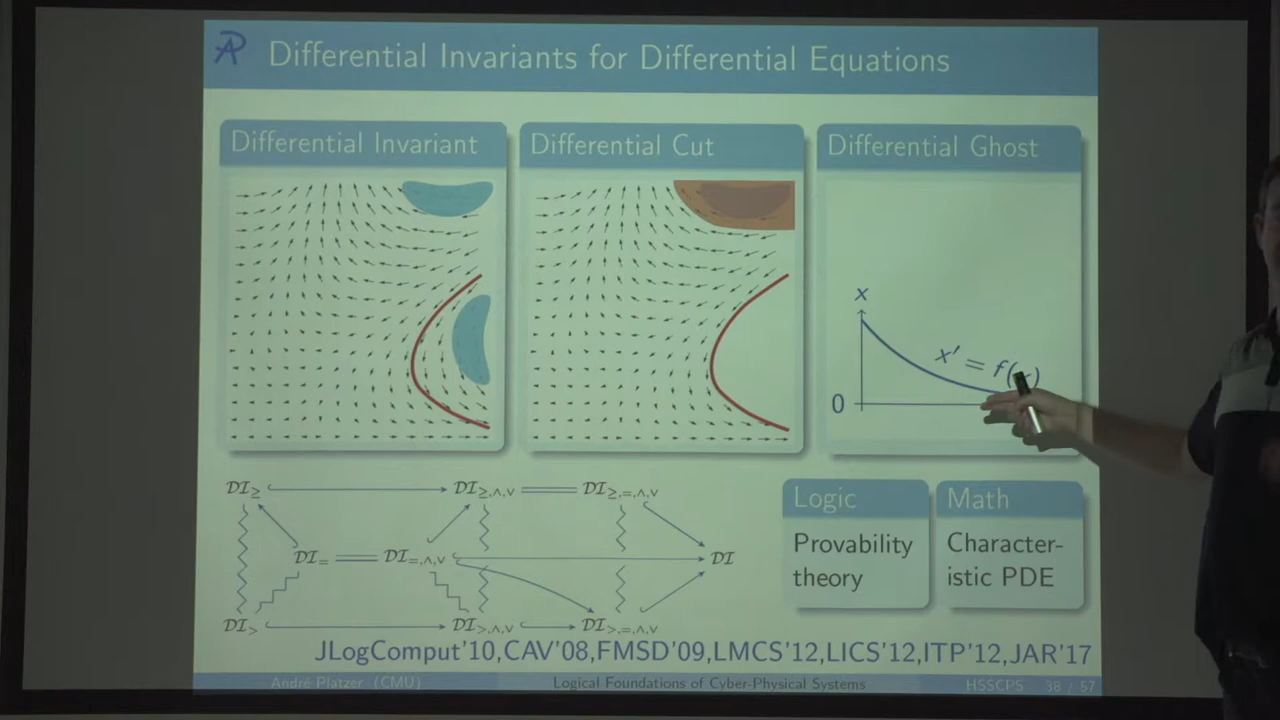 Differential Invariants for Differential Equations
Differential Invariant
Differential Cut
Differential Ghost
x
x′ = f(
0
DI≥
DI≥,∧,∨
DI≥,=,∧,∨
DI=
DI=,∧,∨
DI
DI>
DI>,∧,∨
DI>,=,∧,∨
Logic
Provability
theory
Math
Character-
istic PDE
JLogComput'10,CAV'08,FMSD'09,LMCS'12,LICS'12,ITP'12,JAR'17
André Platzer (CMU)
Logical Foundations of Cyber-Physical Systems
HSSCPS
38 / 57